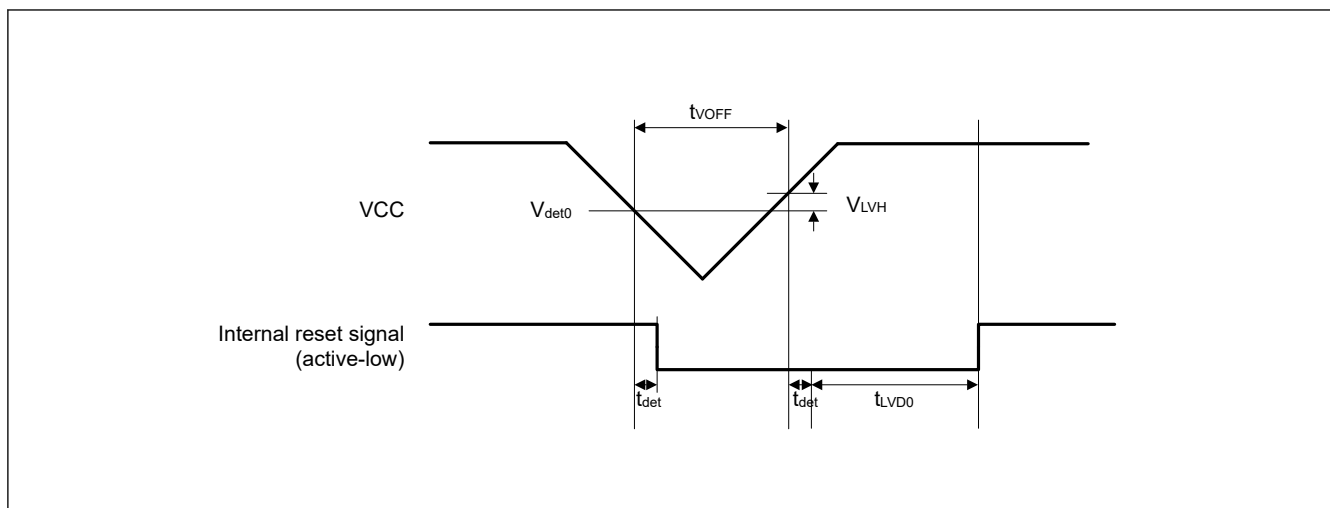 tVOFF
VCC
Vdet0
VLVH
Internal reset signal
(active-low)
tdet
tdet
tLVD0